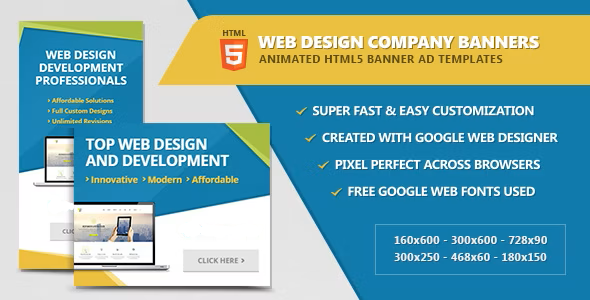 WEB DESIGN
DEVELOPMENT
PROFESSIONALS
Affordable Solutions
Full Custom Designs
Unlimited Revisions
TOP WEB DESIGN
AND DEVELOPMENT
Innovative Modern Affordable
CLICK HERE
HTML
5
WEB DESIGN COMPANY BANNERS
ANIMATED HTML5 BANNER AD TEMPLATES
SUPER FAST & EASY CUSTOMIZATION
CREATED WITH GOOGLE WEB DESIGNER
PIXEL PERFECT ACROSS BROWSERS
FREE GOOGLE WEB FONTS USED
160x600 - 300x600 - 728x90
300x250 - 468x60 - 180x150